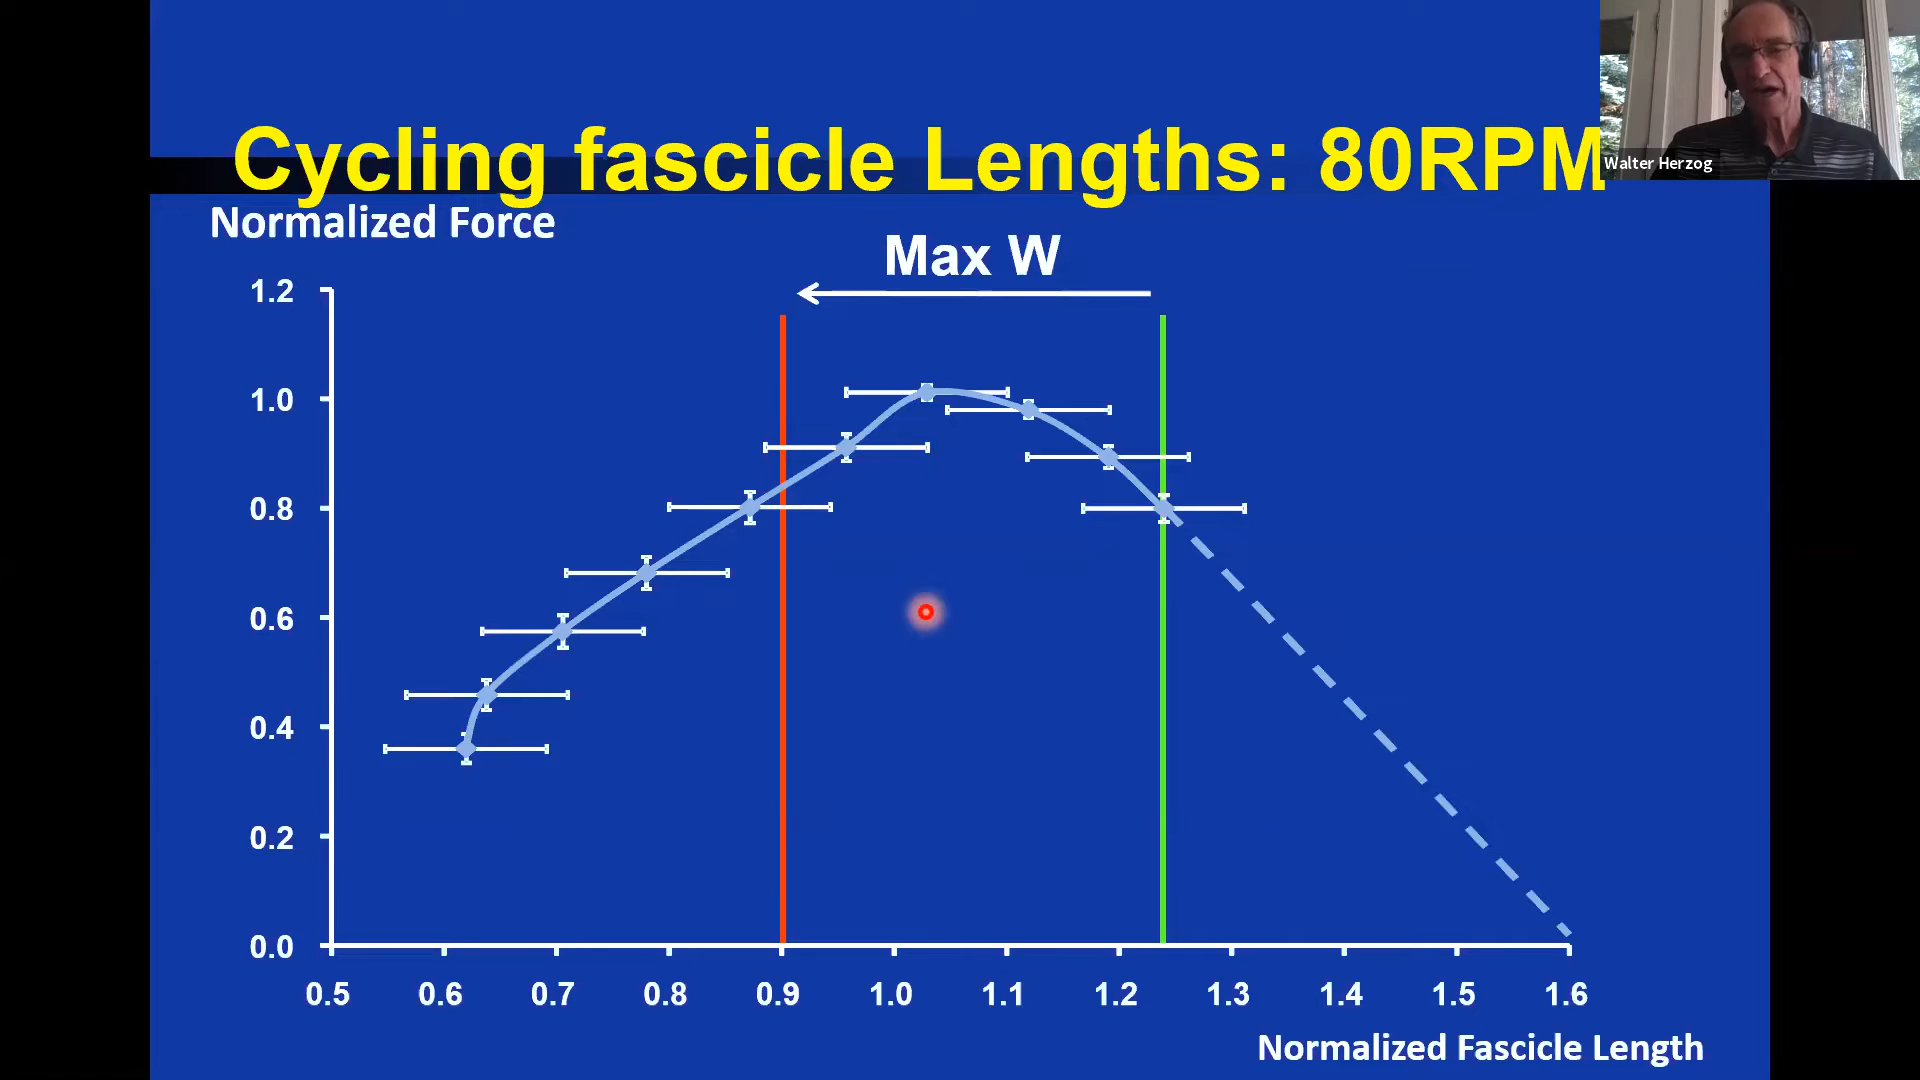 Cycling fascicle Lengths: 80RPM
Walter Herzog
Normalized Force
Max W
1.2
1.0
0.8
0.6
0.4
0.2
0.0
0.5 0.6 0.7 0.8 0.9 1.0 1.1 1.2 1.3 1.4 1.5 1.6
Normalized Fascicle Length